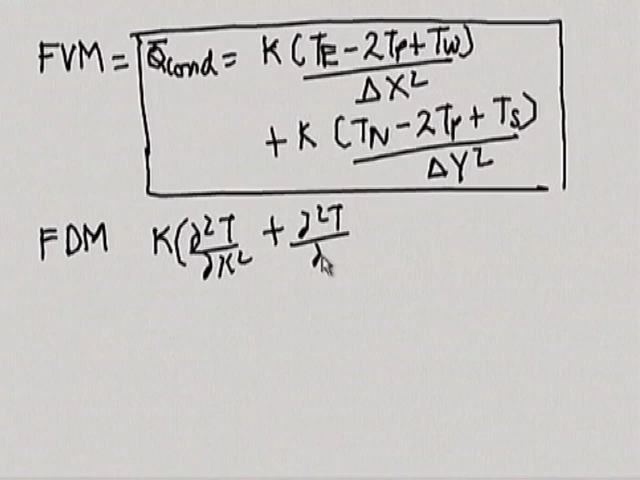 FVM = Q̄cond = K (TE − 2TP + TW) / ΔX²
+ K (TN − 2TP + TS) / ΔY²
FDM K(∂²T/∂X² + ∂²T/∂